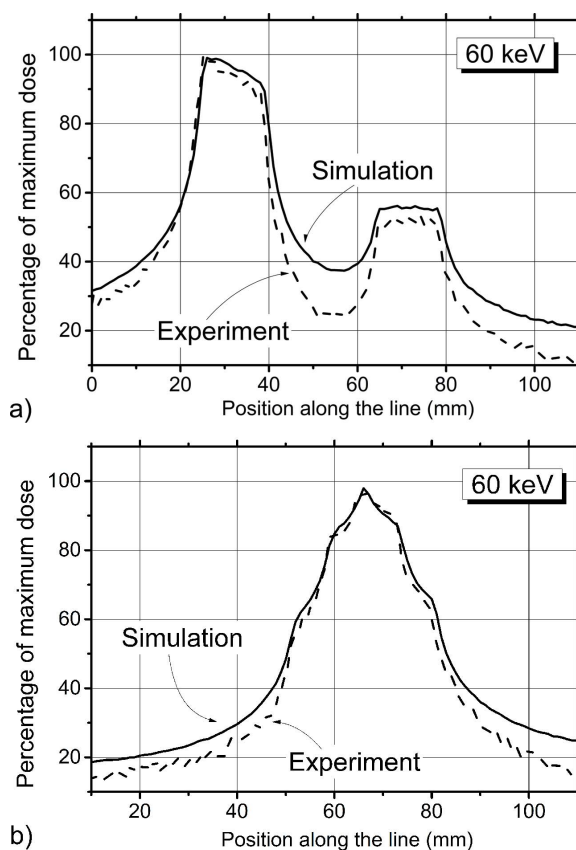 100
80
60
40
20
Percentage of maximum dose
60 keV
Simulation
Experiment
0 20 40 60 80 100
Position along the line (mm)
a)
100
80
60
40
20
Percentage of maximum dose
60 keV
Simulation
Experiment
20 40 60 80 100
Position along the line (mm)
b)